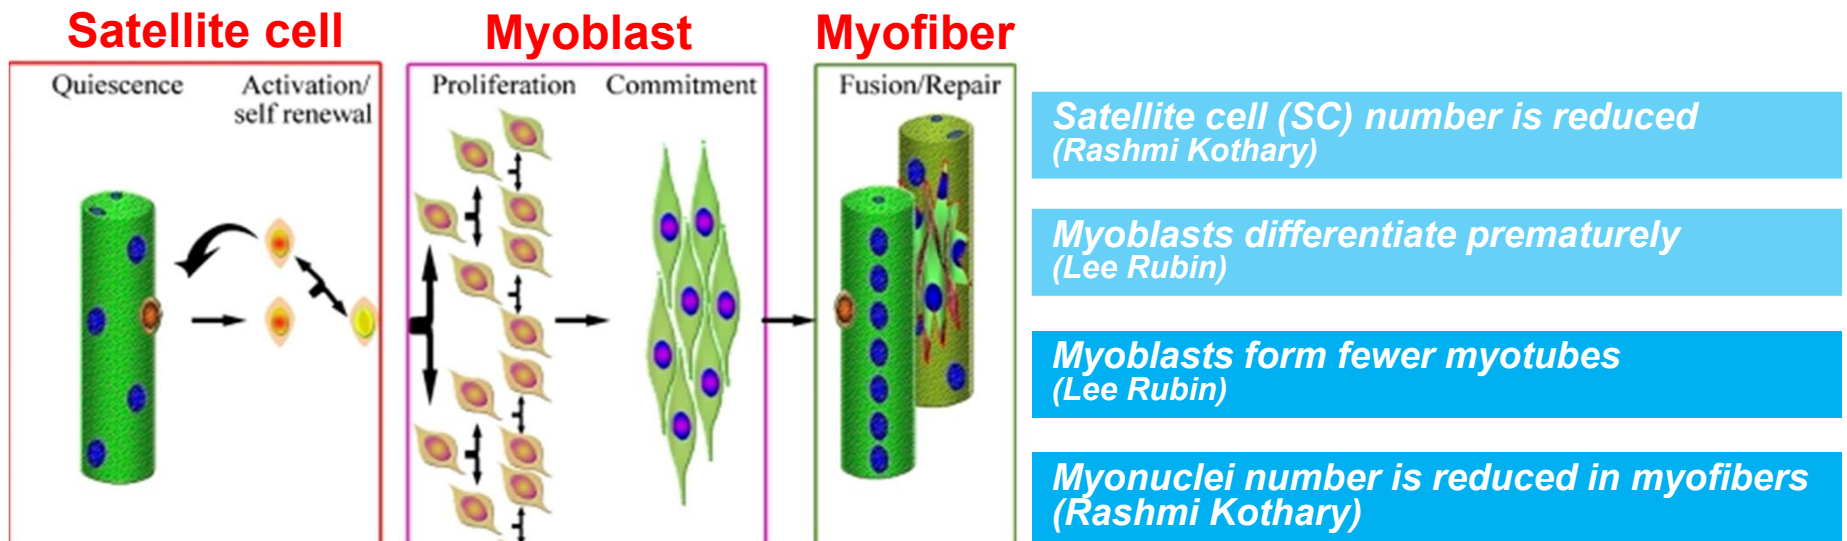 Satellite cell
Quiescence
Activation/
self renewal
Myoblast
Proliferation
Commitment
Myofiber
Fusion/Repair
Satellite cell (SC) number is reduced
(Rashmi Kothary)
Myoblasts differentiate prematurely
(Lee Rubin)
Myoblasts form fewer myotubes
(Lee Rubin)
Myonuclei number is reduced in myofibers
(Rashmi Kothary)